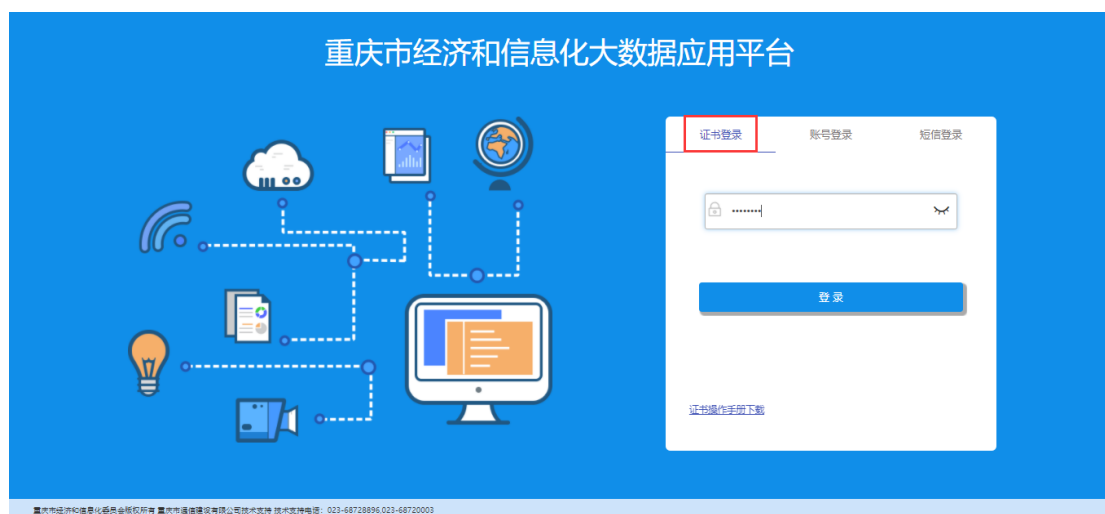 重庆市经济和信息化大数据应用平台
证书登录 账号登录 短信登录
登 录
证书操作手册下载
重庆市经济和信息化委员会版权所有 重庆市通信建设有限公司技术支持 技术支持电话：023-68728896,023-68720003